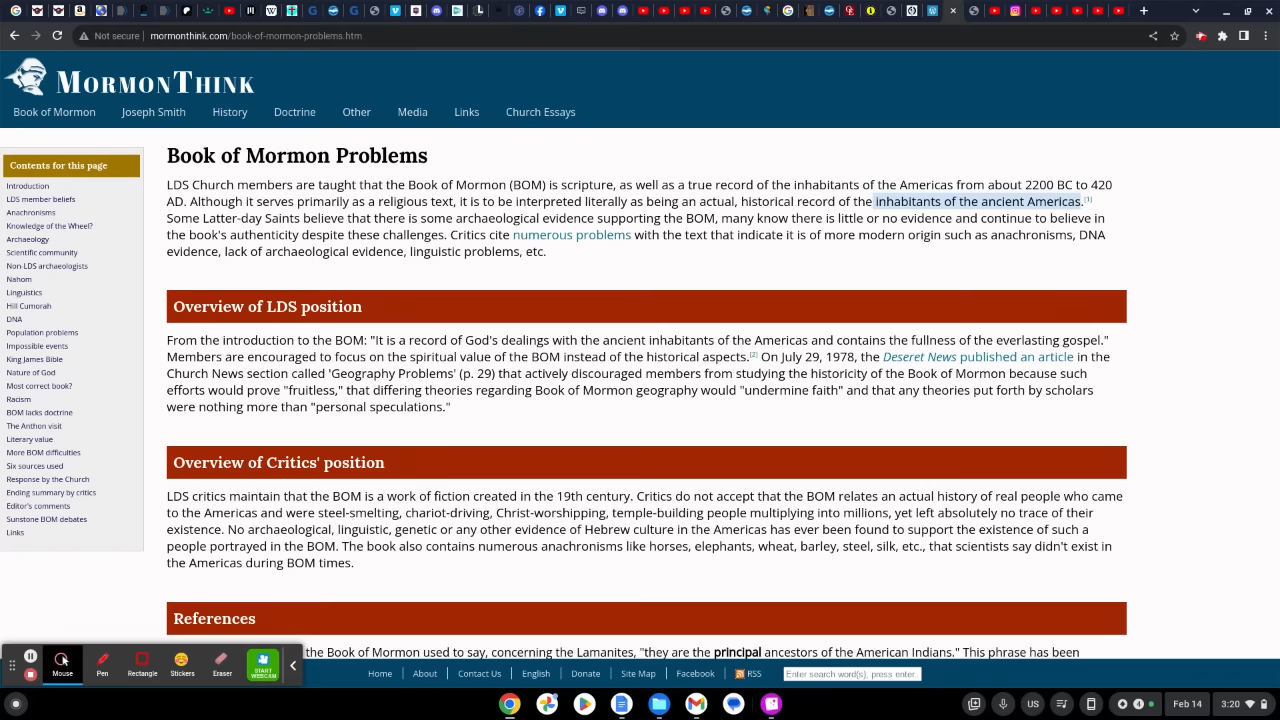 Not secure | mormonthink.com/book-of-mormon-problems.htm
MORMONTHINK
Book of Mormon Joseph Smith History Doctrine Other Media Links Church Essays
Contents for this page
Introduction
LDS member beliefs
Anachronisms
Knowledge of the Wheel?
Archaeology
Scientific community
Non-LDS archaeologists
Nahom
Linguistics
Hill Cumorah
DNA
Population problems
Impossible events
King James Bible
Nature of God
Most correct book?
Racism
BOM lacks doctrine
The Anthon visit
Literary value
More BOM difficulties
Six sources used
Response by the Church
Ending summary by critics
Editor's comments
Sunstone BOM debates
Links
Book of Mormon Problems
LDS Church members are taught that the Book of Mormon (BOM) is scripture, as well as a true record of the inhabitants of the Americas from about 2200 BC to 420
AD. Although it serves primarily as a religious text, it is to be interpreted literally as being an actual, historical record of the inhabitants of the ancient Americas.[1]
Some Latter-day Saints believe that there is some archaeological evidence supporting the BOM, many know there is little or no evidence and continue to believe in
the book's authenticity despite these challenges. Critics cite numerous problems with the text that indicate it is of more modern origin such as anachronisms, DNA
evidence, lack of archaeological evidence, linguistic problems, etc.
Overview of LDS position
From the introduction to the BOM: "It is a record of God's dealings with the ancient inhabitants of the Americas and contains the fullness of the everlasting gospel."
Members are encouraged to focus on the spiritual value of the BOM instead of the historical aspects.[2] On July 29, 1978, the Deseret News published an article in the
Church News section called 'Geography Problems' (p. 29) that actively discouraged members from studying the historicity of the Book of Mormon because such
efforts would prove "fruitless," that differing theories regarding Book of Mormon geography would "undermine faith" and that any theories put forth by scholars
were nothing more than "personal speculations."
Overview of Critics' position
LDS critics maintain that the BOM is a work of fiction created in the 19th century. Critics do not accept that the BOM relates an actual history of real people who came
to the Americas and were steel-smelting, chariot-driving, Christ-worshipping, temple-building people multiplying into millions, yet left absolutely no trace of their
existence. No archaeological, linguistic, genetic or any other evidence of Hebrew culture in the Americas has ever been found to support the existence of such a
people portrayed in the BOM. The book also contains numerous anachronisms like horses, elephants, wheat, barley, steel, silk, etc., that scientists say didn't exist in
the Americas during BOM times.
References
the Book of Mormon used to say, concerning the Lamanites, "they are the principal ancestors of the American Indians." This phrase has been
Mouse Pen Rectangle Stickers Eraser START WEBCAM
Home | About | Contact Us | English | Donate | Site Map | Facebook | RSS Enter search word(s), press enter..
US Feb 14 3:20